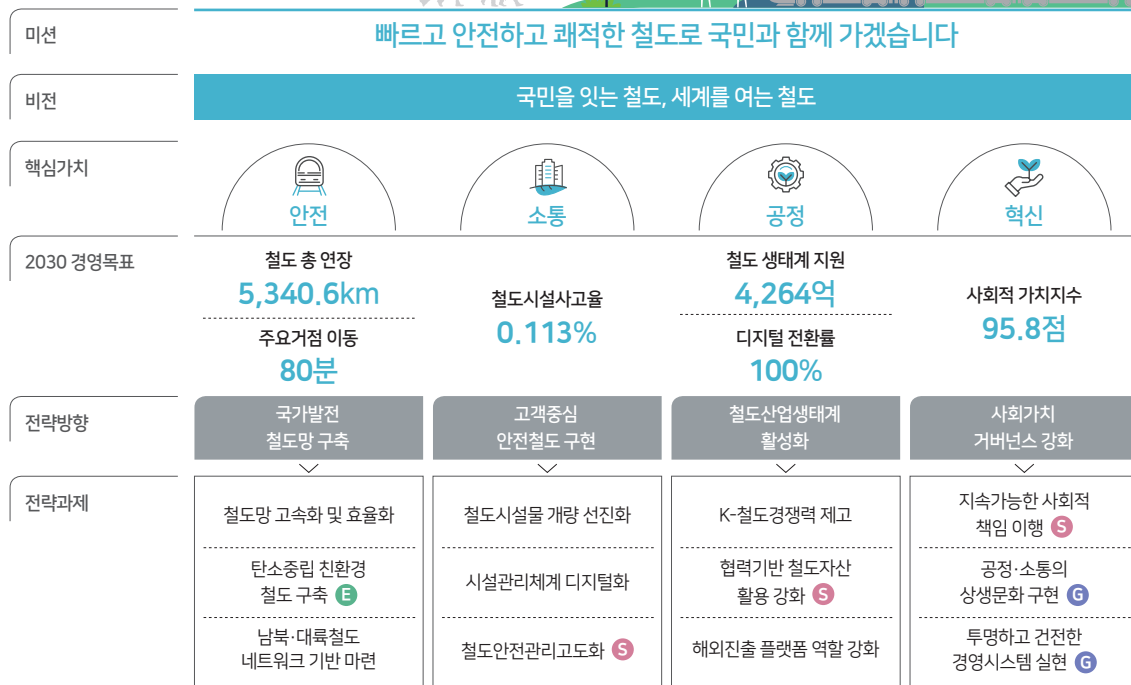 미션
빠르고 안전하고 쾌적한 철도로 국민과 함께 가겠습니다
비전
국민을 잇는 철도, 세계를 여는 철도
핵심가치
안전
소통
공정
혁신
2030 경영목표
철도 총 연장
5,340.6km
주요거점 이동
80분
철도시설사고율
0.113%
철도 생태계 지원
4,264억
디지털 전환률
100%
사회적 가치지수
95.8점
전략방향
국가발전
철도망 구축
고객중심
안전철도 구현
철도산업생태계
활성화
사회가치
거버넌스 강화
전략과제
철도망 고속화 및 효율화
탄소중립 친환경
철도 구축 E
남북·대륙철도
네트워크 기반 마련
철도시설물 개량 선진화
시설관리체계 디지털화
철도안전관리고도화 S
K-철도경쟁력 제고
협력기반 철도자산
활용 강화 S
해외진출 플랫폼 역할 강화
지속가능한 사회적
책임 이행 S
공정·소통의
상생문화 구현 G
투명하고 건전한
경영시스템 실현 G